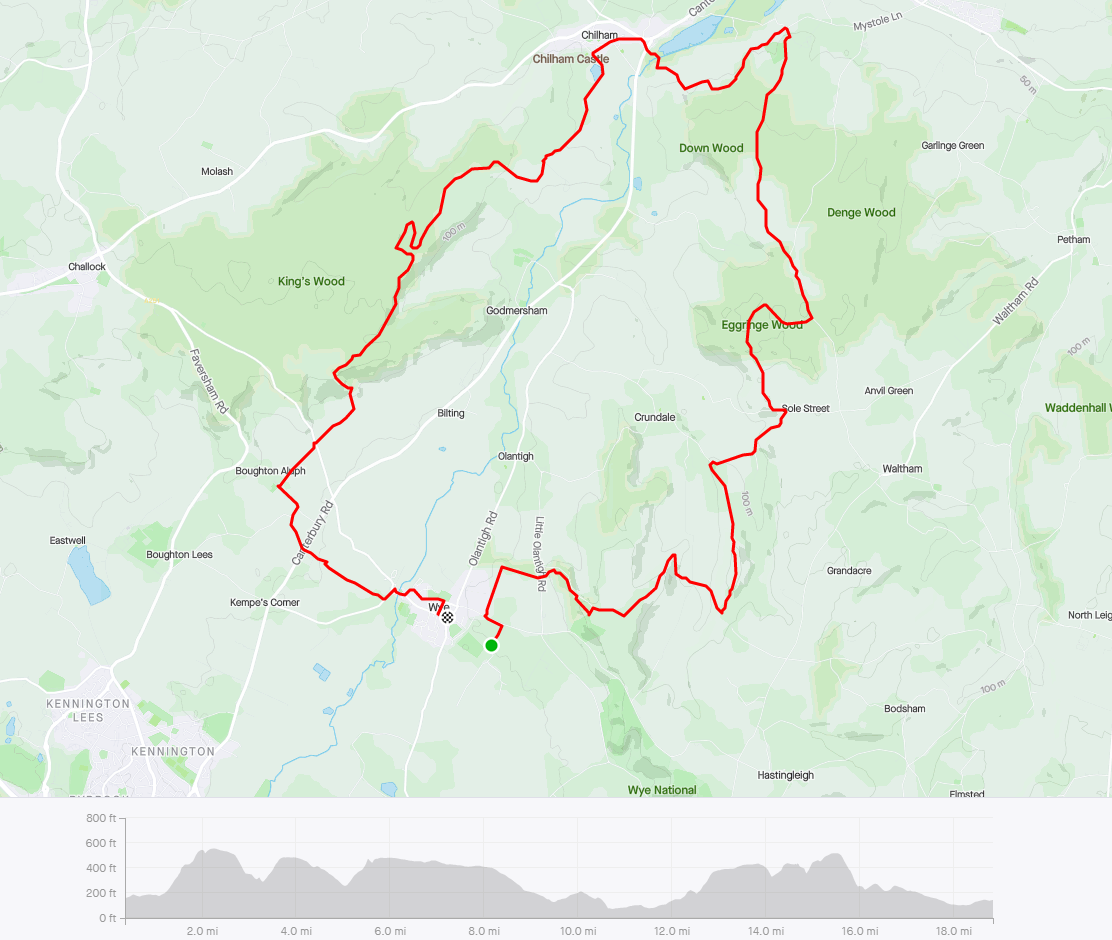 Cante
Mystole Ln
Chilham
Chilham Castle
50 m
Down Wood
Garlinge Green
Molash
Denge Wood
100 m
Petham
Challock
King's Wood
Waltham Rd
Godmersham
Eggringe Wood
100 m
Faversham Rd
Anvil Green
Bilting
Crundale
Sole Street
Waddenhall W
Olantigh
Boughton Aluph
Waltham
100 m
Canterbury Rd
Olantigh Rd
Little Olantigh Rd
Eastwell
Boughton Lees
Grandacre
Kempe's Corner
Wye
North Leig
100 m
KENNINGTON
LEES
Bodsham
KENNINGTON
Hastingleigh
Wye National
Elmsted
800 ft
600 ft
400 ft
200 ft
0 ft
2.0 mi
4.0 mi
6.0 mi
8.0 mi
10.0 mi
12.0 mi
14.0 mi
16.0 mi
18.0 mi